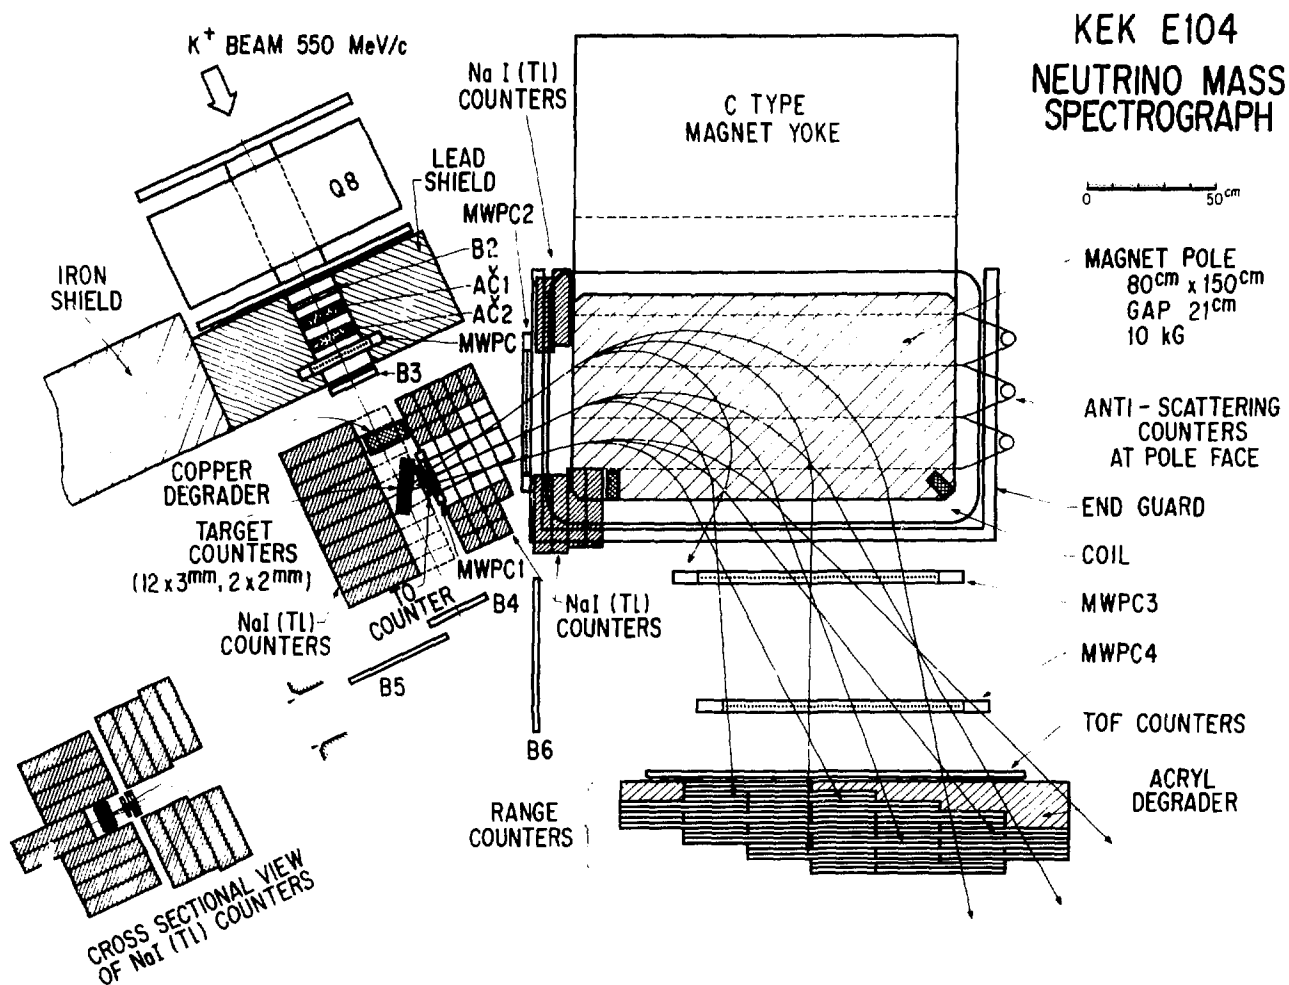 KEK E104
NEUTRINO MASS
SPECTROGRAPH
K+ BEAM 550 MeV/c
Na I (Tl)
COUNTERS
C TYPE
MAGNET YOKE
Q8
LEAD
SHIELD
MWPC2
B2
AČ1
AČ2
MWPC
B3
IRON
SHIELD
0 50cm
MAGNET POLE
80cm x 150cm
GAP 21cm
10 kG
ANTI-SCATTERING
COUNTERS
AT POLE FACE
END GUARD
COIL
MWPC3
MWPC4
TOF COUNTERS
ACRYL
DEGRADER
COPPER
DEGRADER
TARGET
COUNTERS
(12 x 3mm, 2 x 2mm)
NaI (Tl)
COUNTERS
TO
COUNTER
MWPC1
B4
B5
NaI (Tl)
COUNTERS
B6
RANGE
COUNTERS
CROSS SECTIONAL VIEW
OF NaI (Tl) COUNTERS